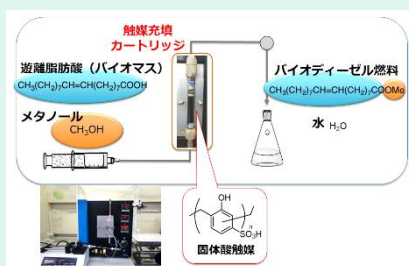 触媒充填
カートリッジ
遊離脂肪酸（バイオマス）
CH3(CH2)7CH=CH(CH2)7COOH
メタノール
CH3OH
バイオディーゼル燃料
CH3(CH2)7CH=CH(CH2)7COOMe
水 H2O
OH
n
SO3H
固体酸触媒